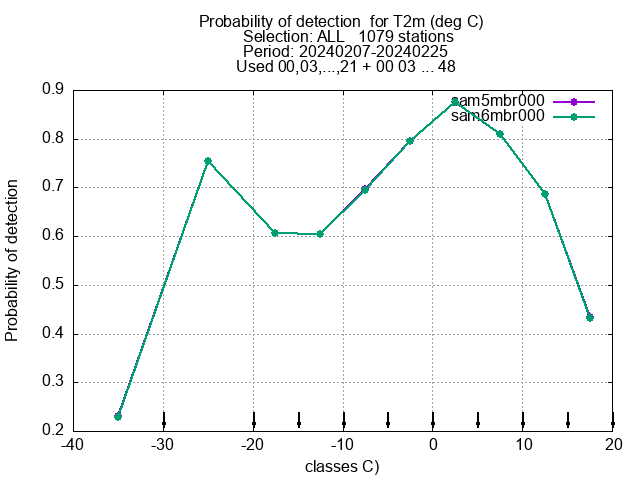 Probability of detection  for T2m (deg C)
Selection: ALL   1079 stations
Period: 20240207-20240225
Used 00,03,...,21 + 00 03 ... 48
sam5mbr000
sam6mbr000
Probability of detection
0.9
0.8
0.7
0.6
0.5
0.4
0.3
0.2
-40 -30 -20 -10 0 10 20
classes C)